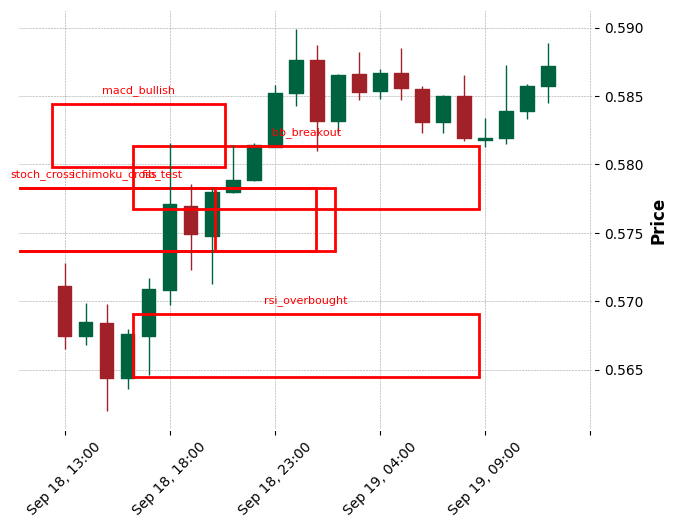 0.590
macd_bullish
0.585
bb_breakout
0.580
stoch_cross
ichimoku_cross
fib_test
0.575
Price
rsi_overbought
0.570
0.565
Sep 18, 13:00
Sep 18, 18:00
Sep 18, 23:00
Sep 19, 04:00
Sep 19, 09:00